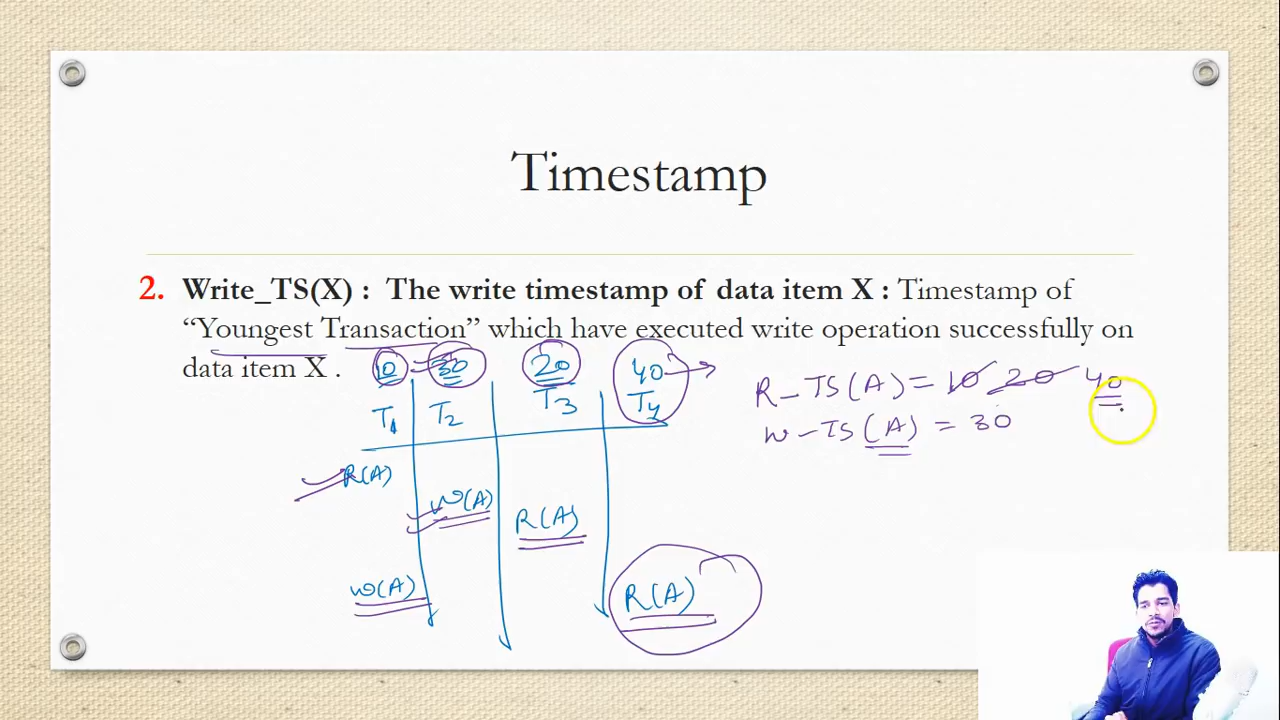 Timestamp
2. Write_TS(X) : The write timestamp of data item X : Timestamp of
“Youngest Transaction” which have executed write operation successfully on
data item X .
10 30 20 40
T1 T2 T3 T4
R-TS(A) = 10 20 40
W-TS(A) = 30
R(A)
W(A)
R(A)
W(A)
R(A)